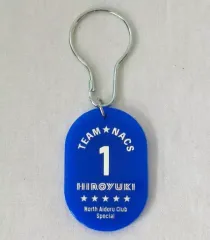 TEAM★NACS
1
HIROYUKI
★★★★★
North Aidoru Club
Special